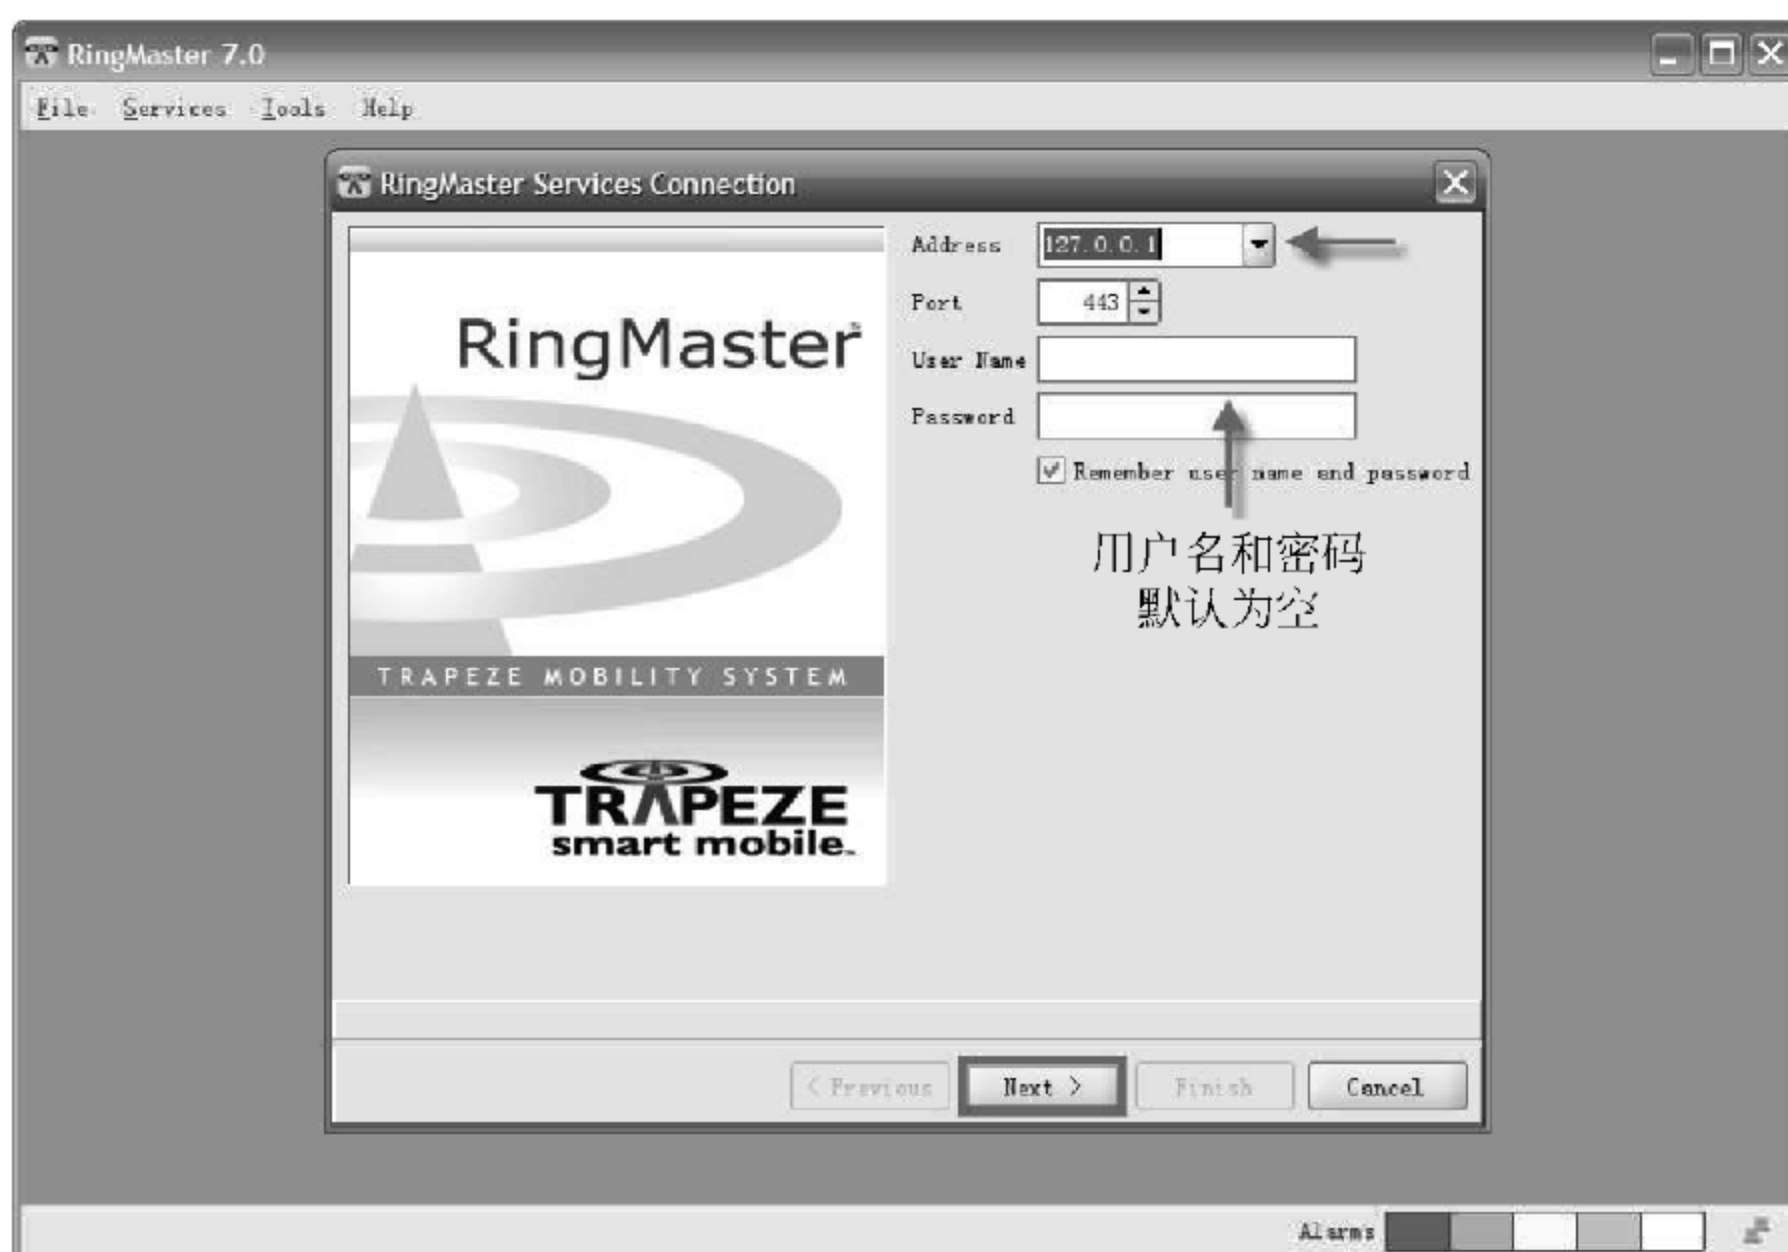 RingMaster 7.0
File Services Tools Help
RingMaster Services Connection
Address 127.0.0.1
Port 443
User Name
Password
Remember user name and password
用户名和密码
默认为空
RingMaster
TRAPEZE MOBILITY SYSTEM
TRAPEZE
smart mobile™
< Previous Next > Finish Cancel
Alarms